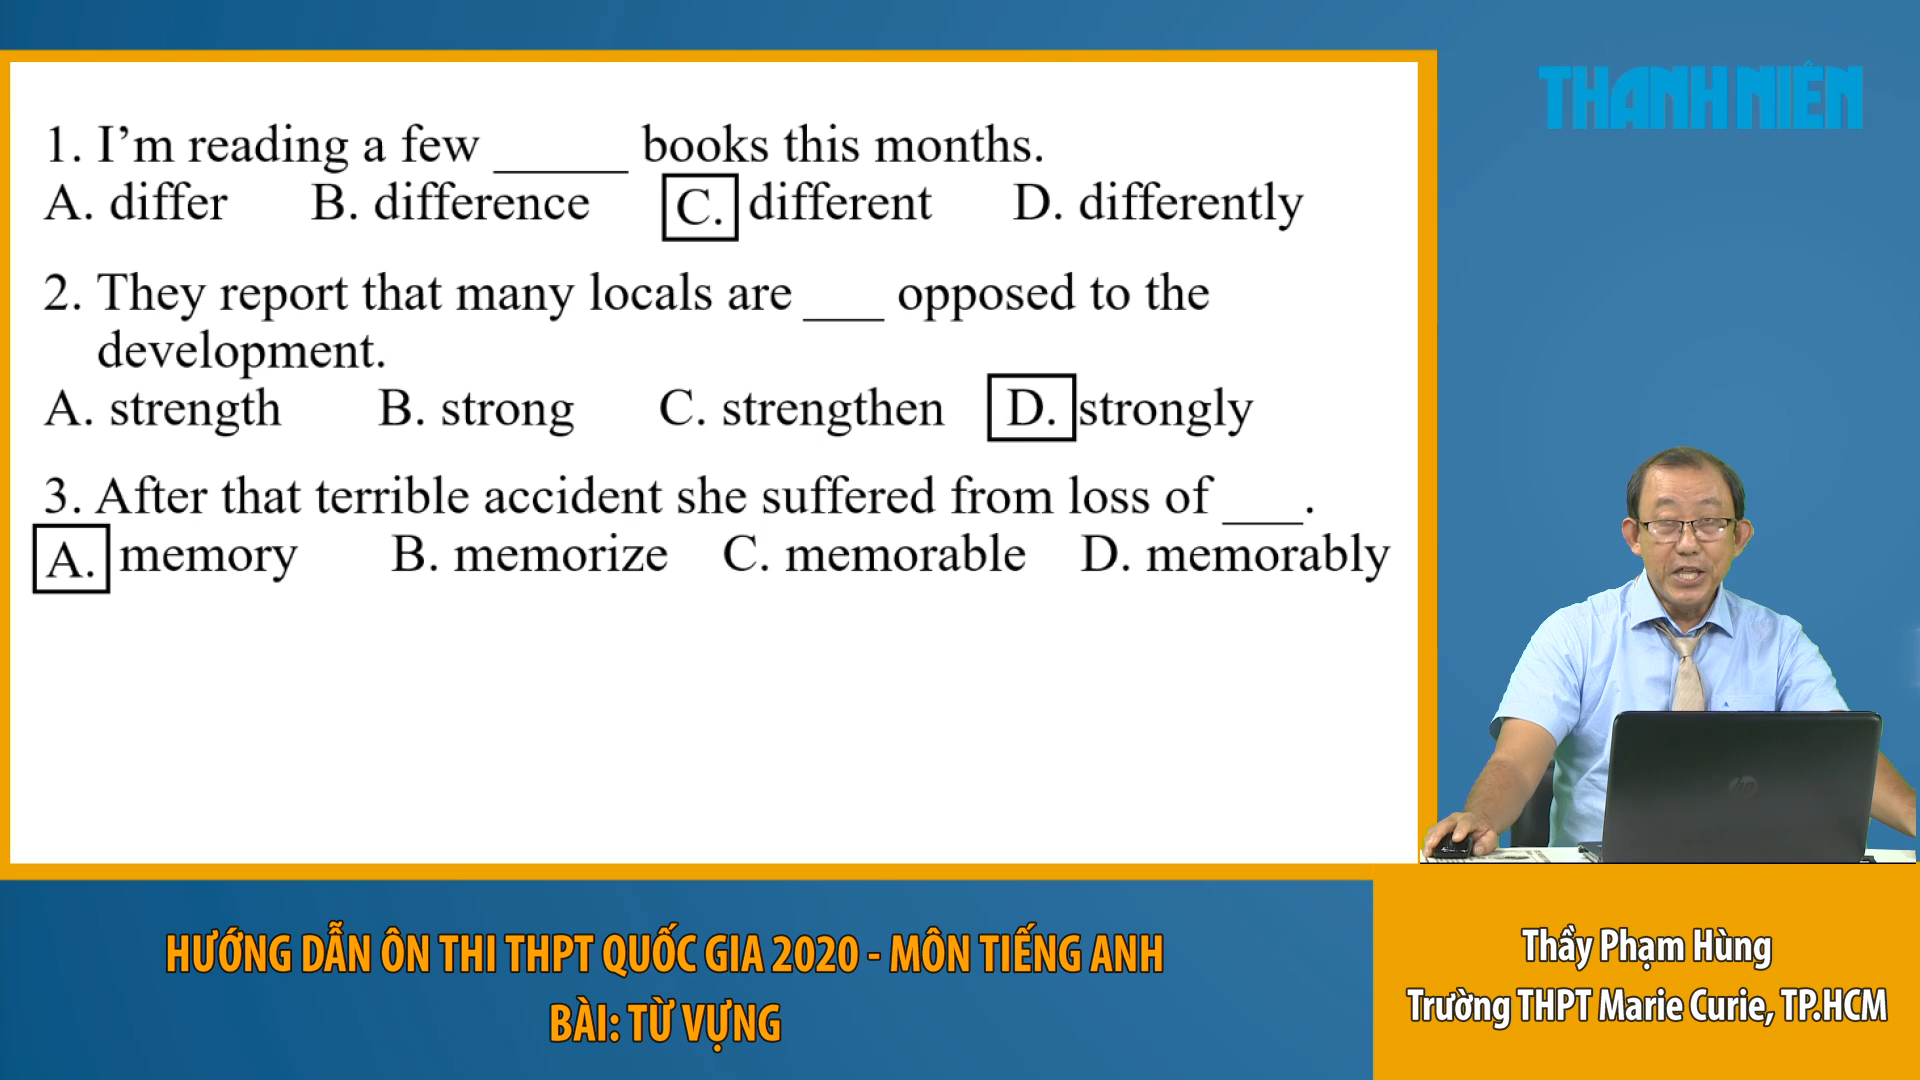 THANH NIÊN
1. I'm reading a few _____ books this months.
A. differ B. difference C. different D. differently
2. They report that many locals are ___ opposed to the
development.
A. strength B. strong C. strengthen D. strongly
3. After that terrible accident she suffered from loss of ___.
A. memory B. memorize C. memorable D. memorably
HƯỚNG DẪN ÔN THI THPT QUỐC GIA 2020 - MÔN TIẾNG ANH
BÀI: TỪ VỰNG
Thầy Phạm Hùng
Trường THPT Marie Curie, TP.HCM
hp